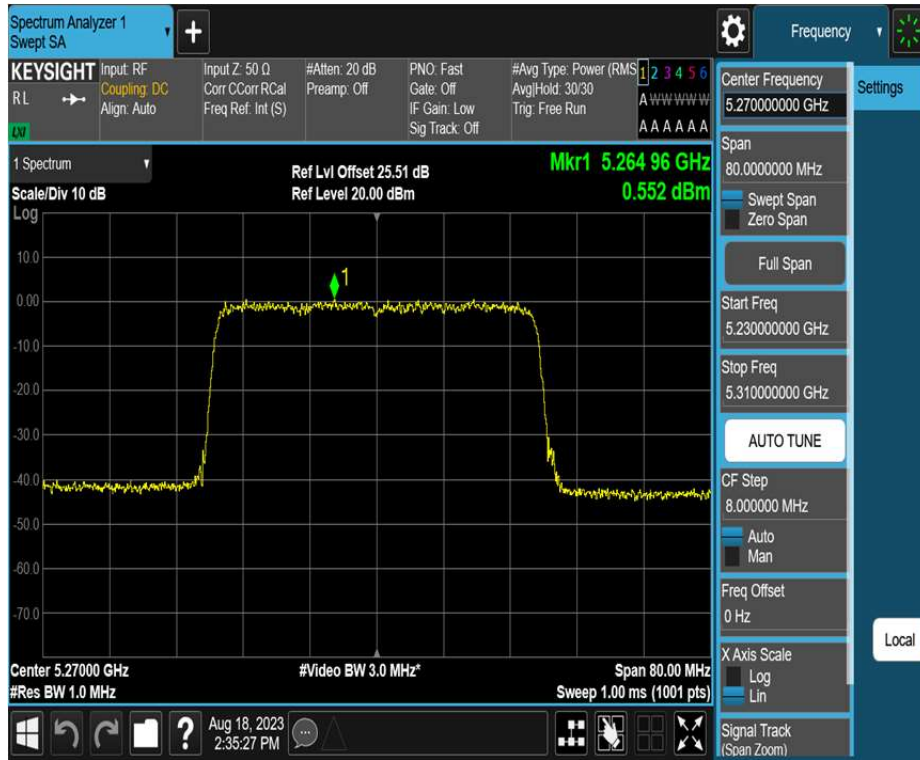 Spectrum Analyzer 1
Swept SA
+
Frequency
KEYSIGHT
RL
LXI
Input: RF
Coupling: DC
Align: Auto
Input Z: 50 Ω
Corr CCorr RCal
Freq Ref: Int (S)
#Atten: 20 dB
Preamp: Off
PNO: Fast
Gate: Off
IF Gain: Low
Sig Track: Off
#Avg Type: Power (RMS
Avg|Hold: 30/30
Trig: Free Run
1 2 3 4 5 6
A W W W W W
A A A A A A
1 Spectrum
Scale/Div 10 dB
Ref Lvl Offset 25.51 dB
Ref Level 20.00 dBm
Mkr1 5.264 96 GHz
0.552 dBm
Log
10.0
1
0.00
-10.0
-20.0
-30.0
-40.0
-50.0
-60.0
-70.0
Center 5.27000 GHz
#Res BW 1.0 MHz
#Video BW 3.0 MHz*
Span 80.00 MHz
Sweep 1.00 ms (1001 pts)
?
Aug 18, 2023
2:35:27 PM
Center Frequency
5.27000000 GHz
Settings
Span
80.0000000 MHz
Swept Span
Zero Span
Full Span
Start Freq
5.230000000 GHz
Stop Freq
5.310000000 GHz
AUTO TUNE
CF Step
8.000000 MHz
Auto
Man
Freq Offset
0 Hz
Local
X Axis Scale
Log
Lin
Signal Track
(Span Zoom)